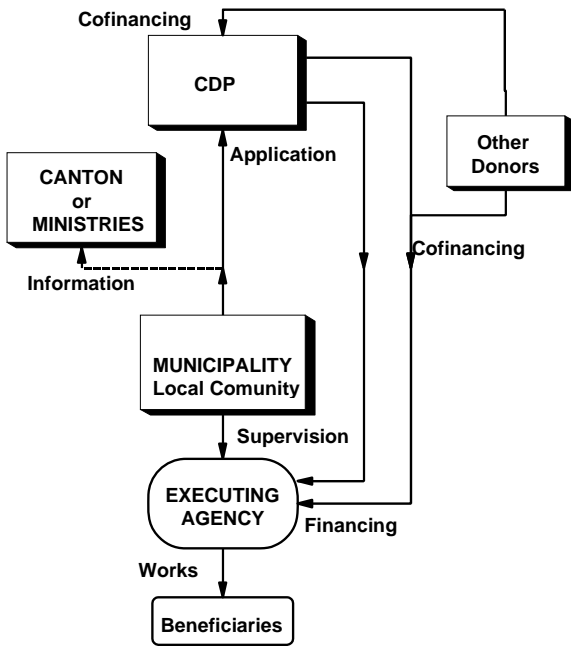 Cofinancing
CDP
Other
Donors
Application
CANTON
or
MINISTRIES
Cofinancing
Information
MUNICIPALITY
Local Comunity
Supervision
EXECUTING
AGENCY
Financing
Works
Beneficiaries